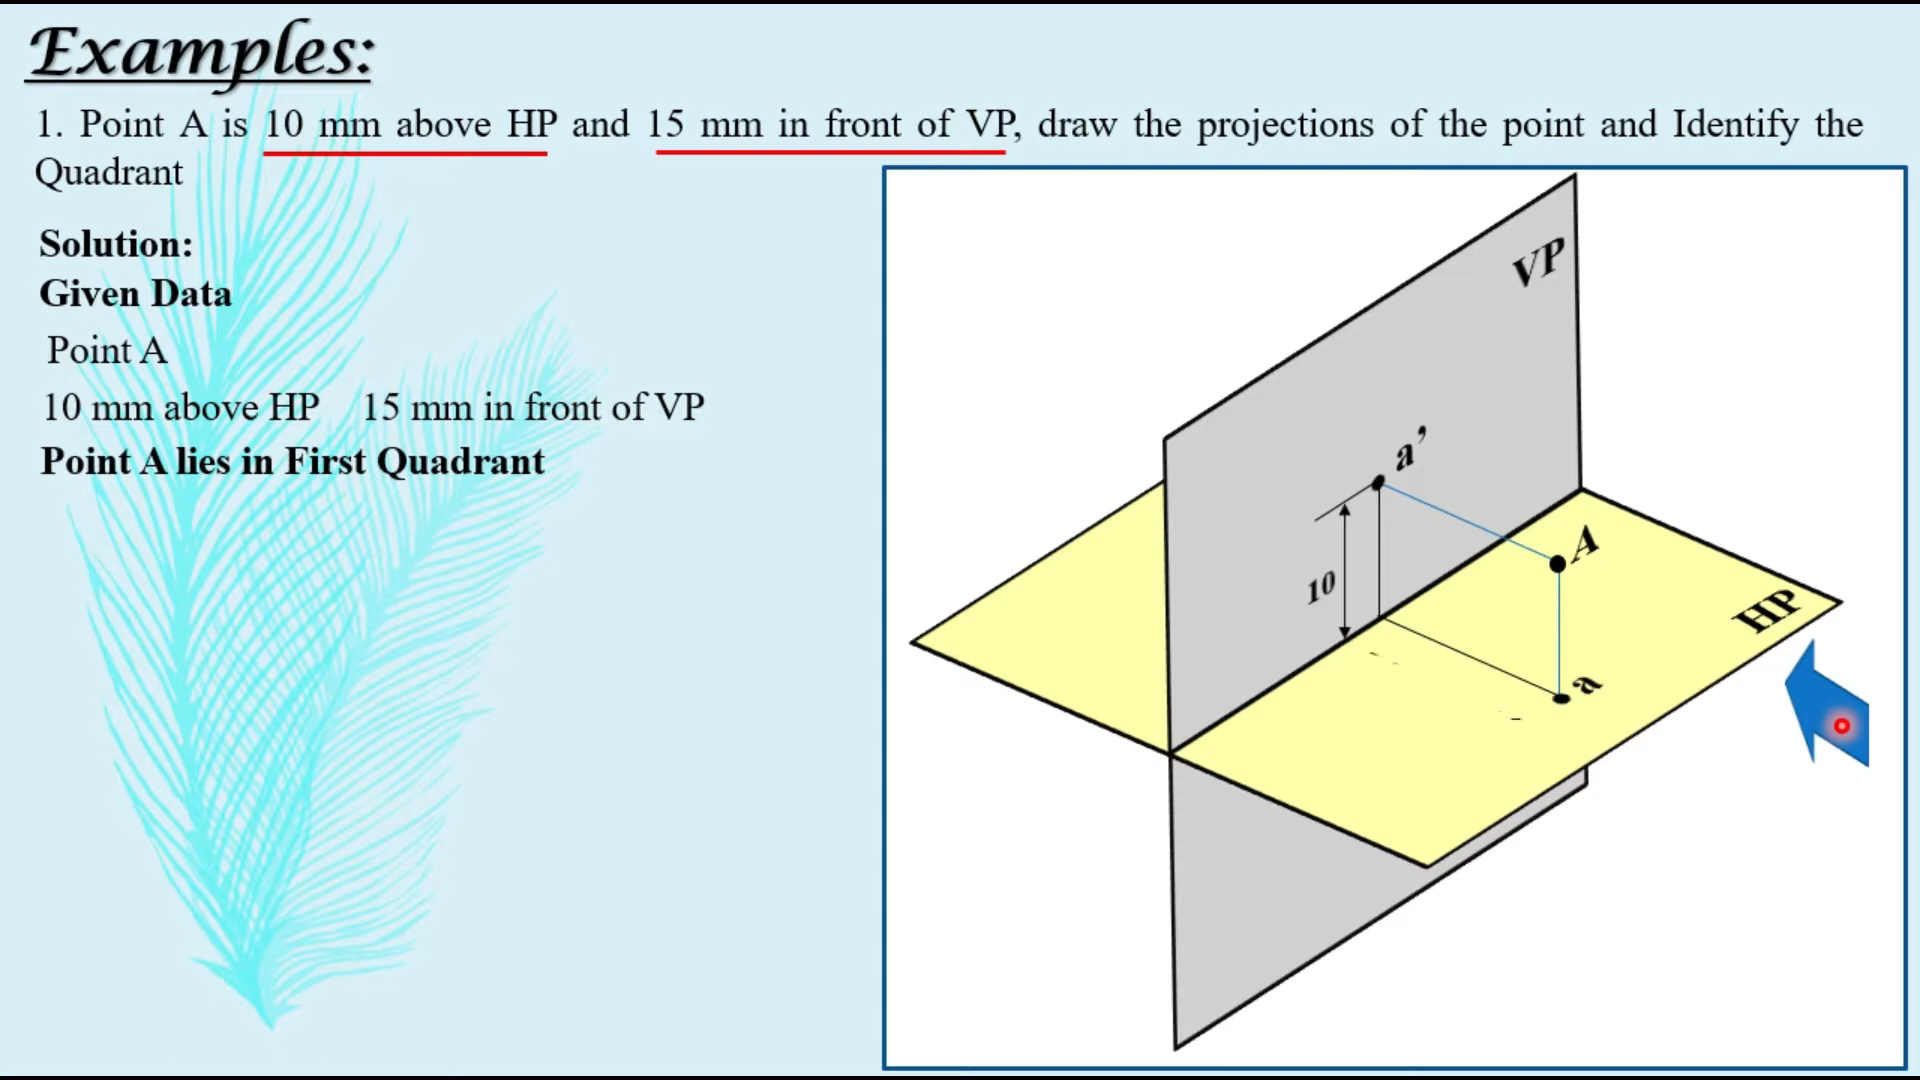 Examples:
1. Point A is 10 mm above HP and 15 mm in front of VP, draw the projections of the point and Identify the
Quadrant
Solution:
Given Data
Point A
10 mm above HP 15 mm in front of VP
Point A lies in First Quadrant
VP
a’
A
10
HP
a